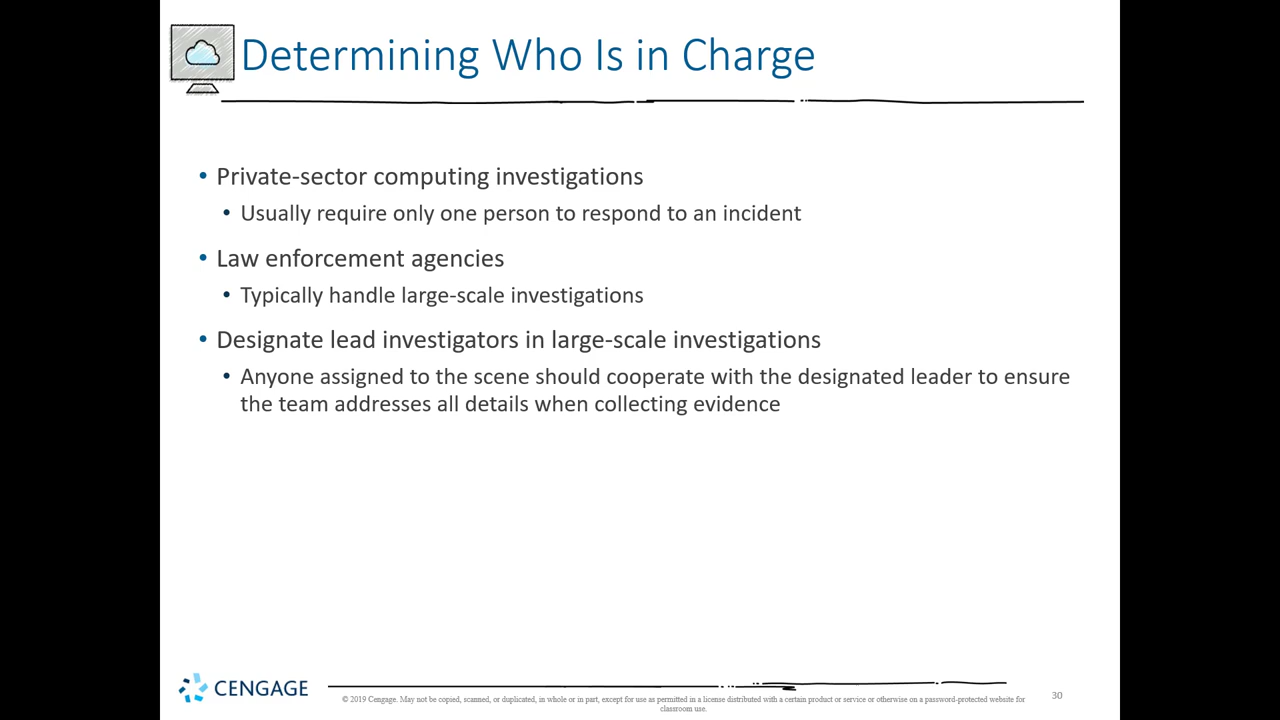 Determining Who Is in Charge
• Private-sector computing investigations
• Usually require only one person to respond to an incident
• Law enforcement agencies
• Typically handle large-scale investigations
• Designate lead investigators in large-scale investigations
• Anyone assigned to the scene should cooperate with the designated leader to ensure
the team addresses all details when collecting evidence
CENGAGE
© 2019 Cengage. May not be copied, scanned, or duplicated, in whole or in part, except for use as permitted in a license distributed with a certain product or service or otherwise on a password-protected website for
classroom use.
30